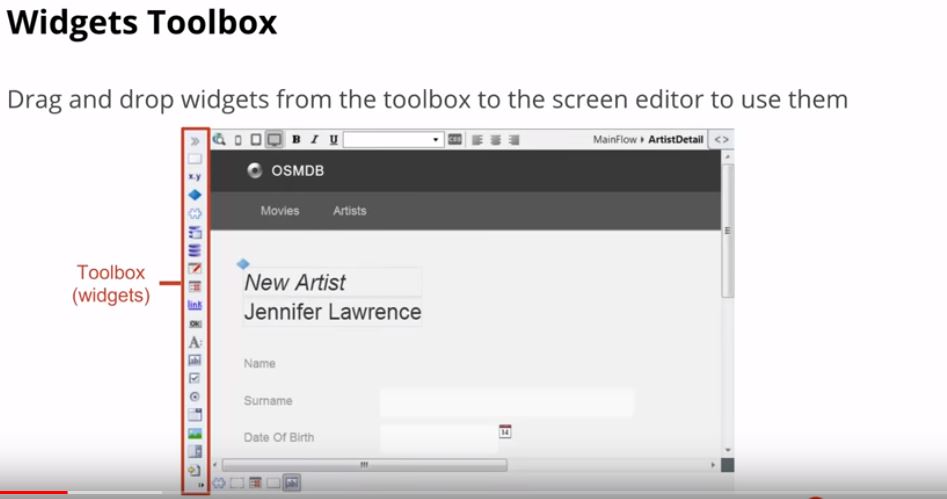 Widgets Toolbox
Drag and drop widgets from the toolbox to the screen editor to use them
B I U
MainFlow ArtistDetail <>
OSMDB
Movies Artists
x.y
Toolbox
(widgets)
link
OK
New Artist
Jennifer Lawrence
Name
Surname
Date Of Birth
14